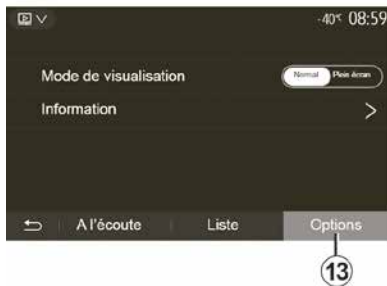 -40°C 08:59
Mode de visualisation Normal Plein écran
Information >
A l'écoute Liste Options
13